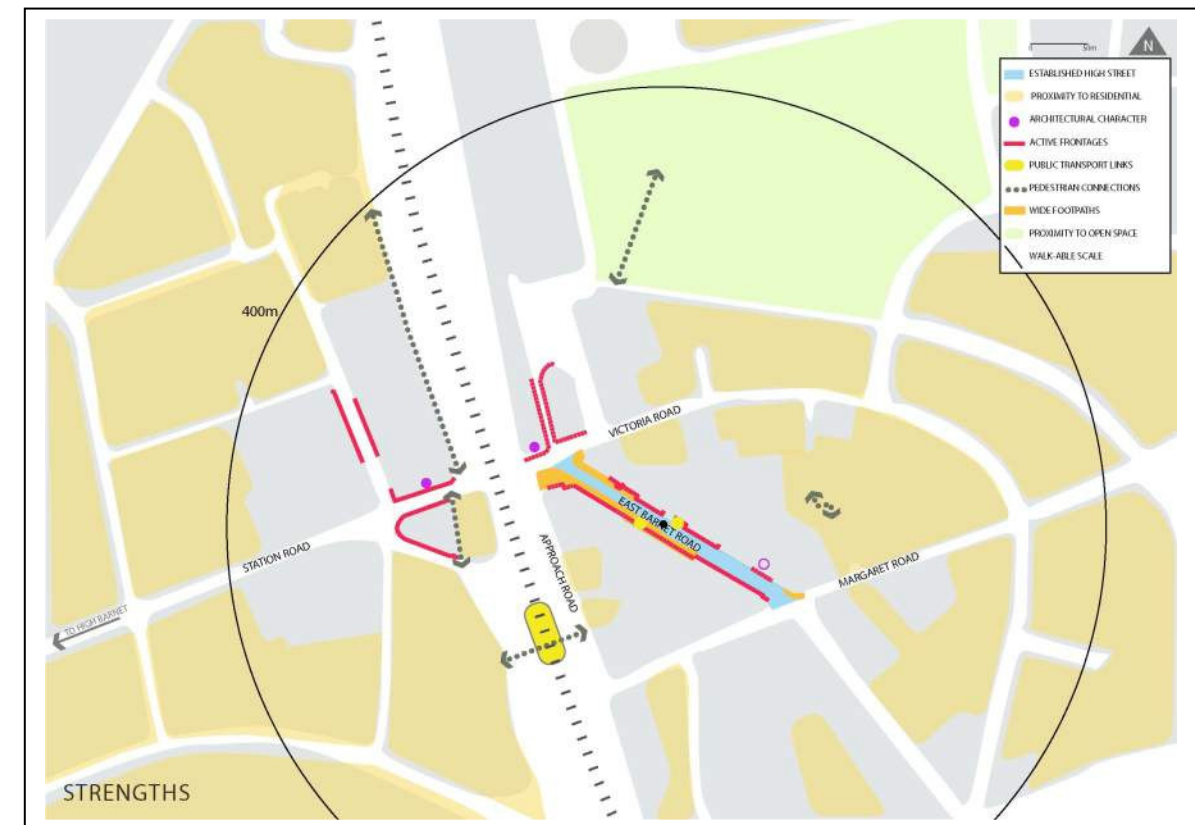 N
50m
ESTABLISHED HIGH STREET
PROXIMITY TO RESIDENTIAL
ARCHITECTURAL CHARACTER
ACTIVE FRONTAGES
PUBLIC TRANSPORT LINKS
PEDESTRIAN CONNECTIONS
WIDE FOOTPATHS
PROXIMITY TO OPEN SPACE
WALK-ABLE SCALE
400m
VICTORIA ROAD
EAST BARNET ROAD
STATION ROAD
APPROACH ROAD
MARGARET ROAD
TO HIGH BARNET
STRENGTHS